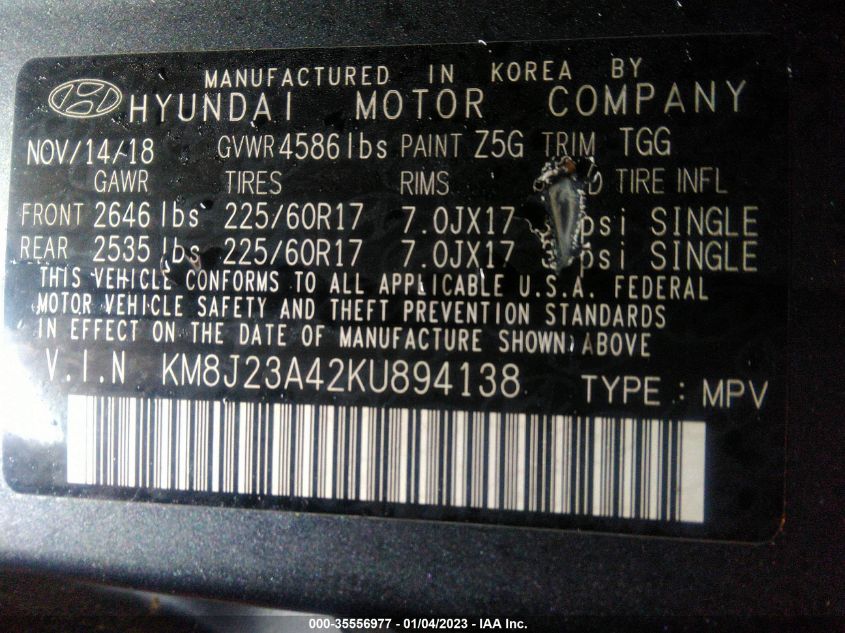 MANUFACTURED IN KOREA BY
HYUNDAI MOTOR COMPANY
NOV/14/18 GVWR 4586 lbs PAINT Z5G TRIM TGG
GAWR TIRES RIMS TIRE INFL
FRONT 2646 lbs 225/60R17 7.0JX17 psi SINGLE
REAR 2535 lbs 225/60R17 7.0JX17 psi SINGLE
THIS VEHICLE CONFORMS TO ALL APPLICABLE U.S.A. FEDERAL
MOTOR VEHICLE SAFETY AND THEFT PREVENTION STANDARDS
IN EFFECT ON THE DATE OF MANUFACTURE SHOWN ABOVE
V.I.N KM8J23A42KU894138 TYPE : MPV
000-35556977 - 01/04/2023 - IAA Inc.